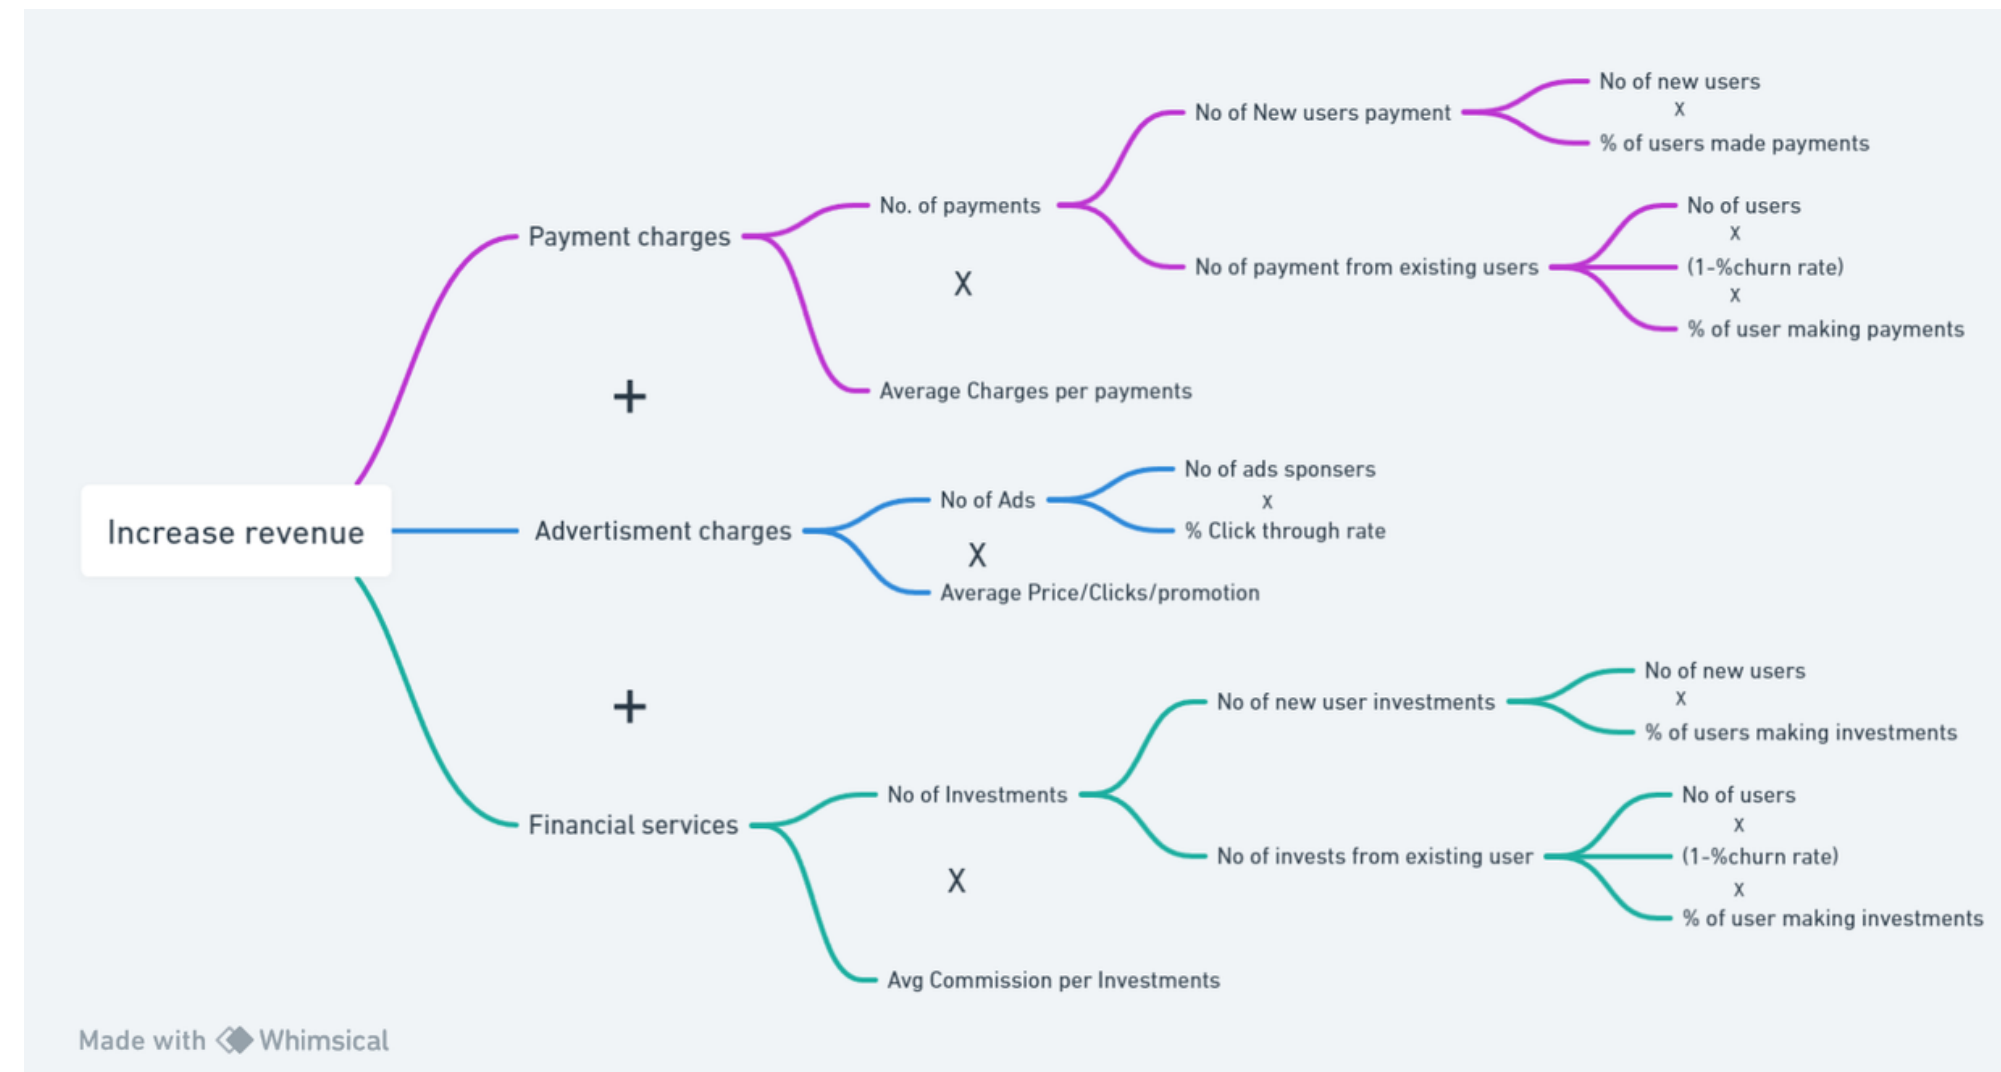 No of new users
X
No of New users payment
% of users made payments
No. of payments
No of users
X
Payment charges
No of payment from existing users
(1-%churn rate)
X
X
% of user making payments
Average Charges per payments
+
No of ads sponsers
No of Ads
X
Increase revenue
Advertisment charges
% Click through rate
X
Average Price/Clicks/promotion
No of new users
X
+
No of new user investments
% of users making investments
No of Investments
No of users
X
Financial services
No of invests from existing user
(1-%churn rate)
X
X
% of user making investments
Avg Commission per Investments
Made with Whimsical